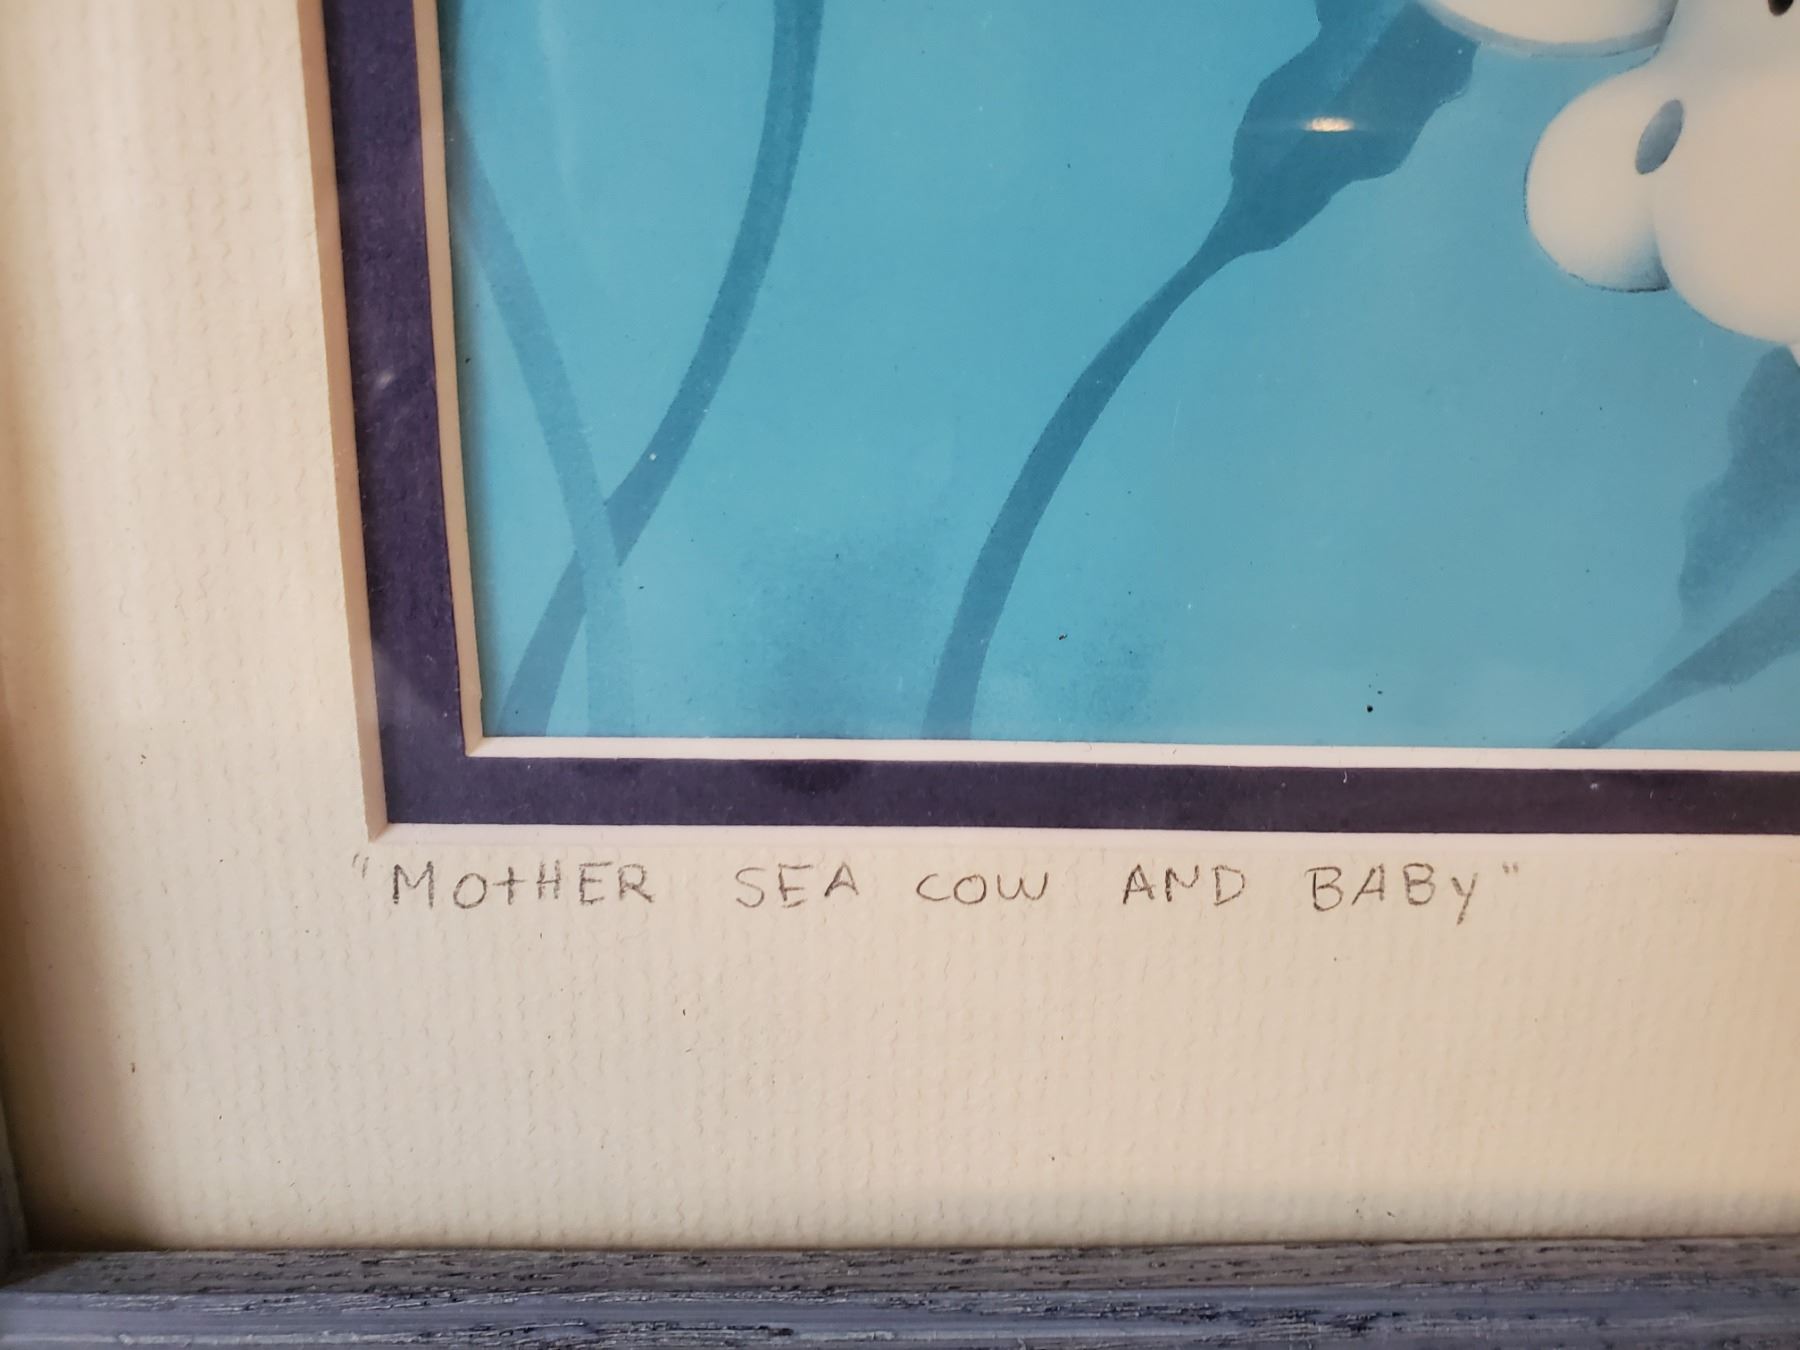 "MOtHER SEA COW AND BABy"